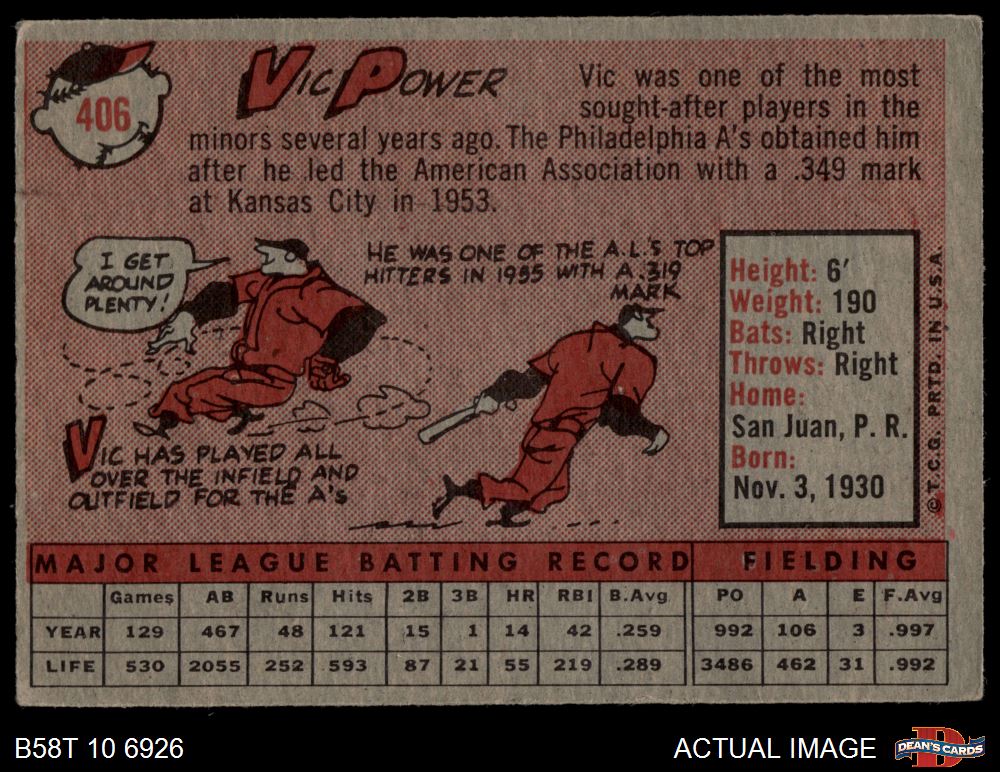 406
VIC POWER
Vic was one of the most
sought-after players in the
minors several years ago. The Philadelphia A's obtained him
after he led the American Association with a .349 mark
at Kansas City in 1953.
I GET
AROUND
PLENTY!
HE WAS ONE OF THE A.L.'S TOP
HITTERS IN 1955 WITH A .319
MARK
VIC HAS PLAYED ALL
OVER THE INFIELD AND
OUTFIELD FOR THE A's
Height: 6'
Weight: 190
Bats: Right
Throws: Right
Home:
San Juan, P. R.
Born:
Nov. 3, 1930
© T.C.G. PRTD. IN U.S.A.
MAJOR LEAGUE BATTING RECORD FIELDING
Games AB Runs Hits 2B 3B HR RBI B.Avg PO A E F.Avg
YEAR 129 467 48 121 15 1 14 42 .259 992 106 3 .997
LIFE 530 2055 252 593 87 21 55 219 .289 3486 462 31 .992
B58T 10 6926
ACTUAL IMAGE
D
DEAN'S CARDS